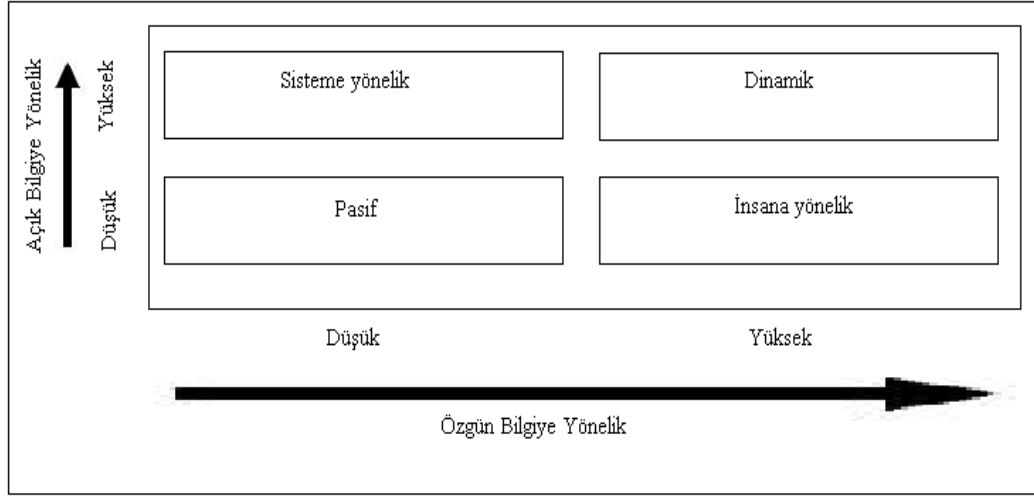 Açık Bilgiye Yönelik
Yüksek
Düşük
Sisteme yönelik
Dinamik
Pasif
İnsana yönelik
Düşük
Yüksek
Özgün Bilgiye Yönelik